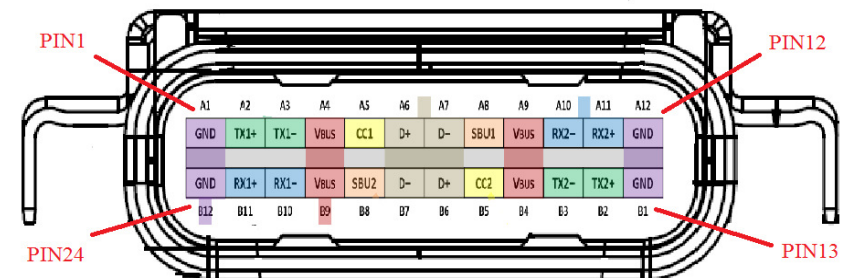 PIN1
PIN12
A1 A2 A3 A4 A5 A6 A7 A8 A9 A10 A11 A12
GND TX1+ TX1− VBUS CC1 D+ D− SBU1 VBUS RX2− RX2+ GND
GND RX1+ RX1− VBUS SBU2 D− D+ CC2 VBUS TX2− TX2+ GND
B12 B11 B10 B9 B8 B7 B6 B5 B4 B3 B2 B1
PIN24
PIN13